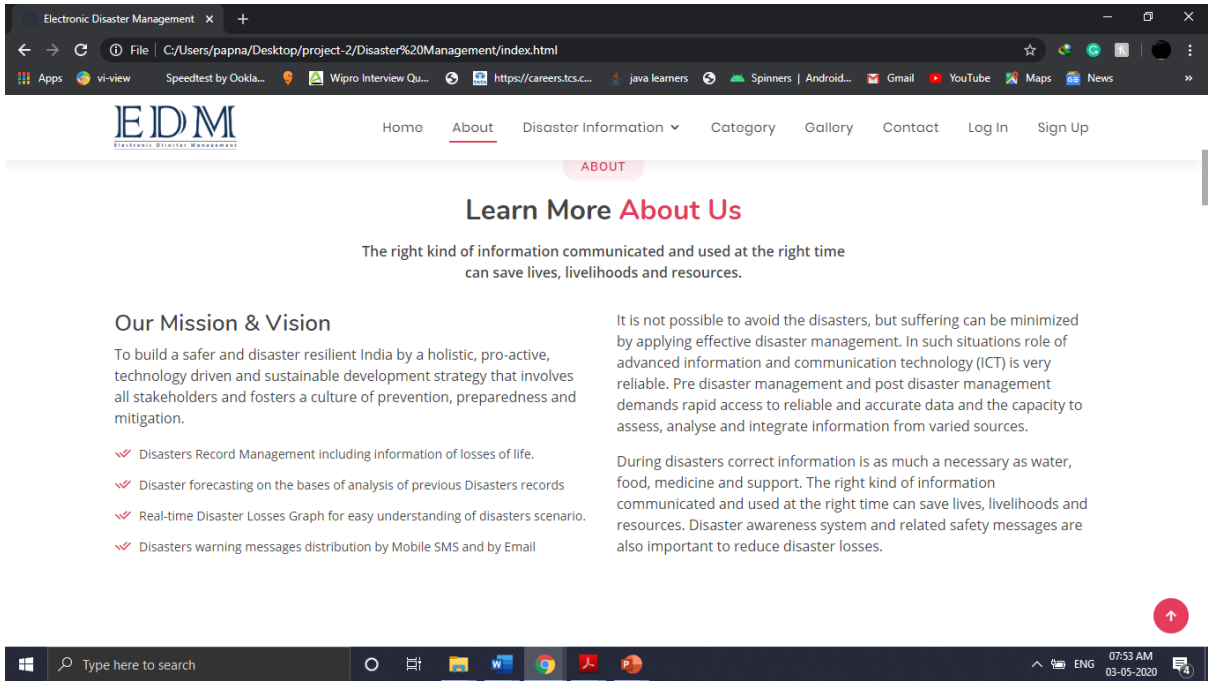 Electronic Disaster Management
File | C:/Users/papna/Desktop/project-2/Disaster%20Management/index.html
Apps vi-view Speedtest by Ookla... Wipro Interview Qu... https://careers.tcs.c... java learners Spinners | Android... Gmail YouTube Maps News »
EDM
Electronic Disaster Management
Home About Disaster Information Category Gallery Contact Log In Sign Up
ABOUT
Learn More About Us
The right kind of information communicated and used at the right time
can save lives, livelihoods and resources.
Our Mission & Vision
To build a safer and disaster resilient India by a holistic, pro-active,
technology driven and sustainable development strategy that involves
all stakeholders and fosters a culture of prevention, preparedness and
mitigation.
Disasters Record Management including information of losses of life.
Disaster forecasting on the bases of analysis of previous Disasters records
Real-time Disaster Losses Graph for easy understanding of disasters scenario.
Disasters warning messages distribution by Mobile SMS and by Email
It is not possible to avoid the disasters, but suffering can be minimized
by applying effective disaster management. In such situations role of
advanced information and communication technology (ICT) is very
reliable. Pre disaster management and post disaster management
demands rapid access to reliable and accurate data and the capacity to
assess, analyse and integrate information from varied sources.
During disasters correct information is as much a necessary as water,
food, medicine and support. The right kind of information
communicated and used at the right time can save lives, livelihoods and
resources. Disaster awareness system and related safety messages are
also important to reduce disaster losses.
Type here to search
ENG
07:53 AM
03-05-2020
4